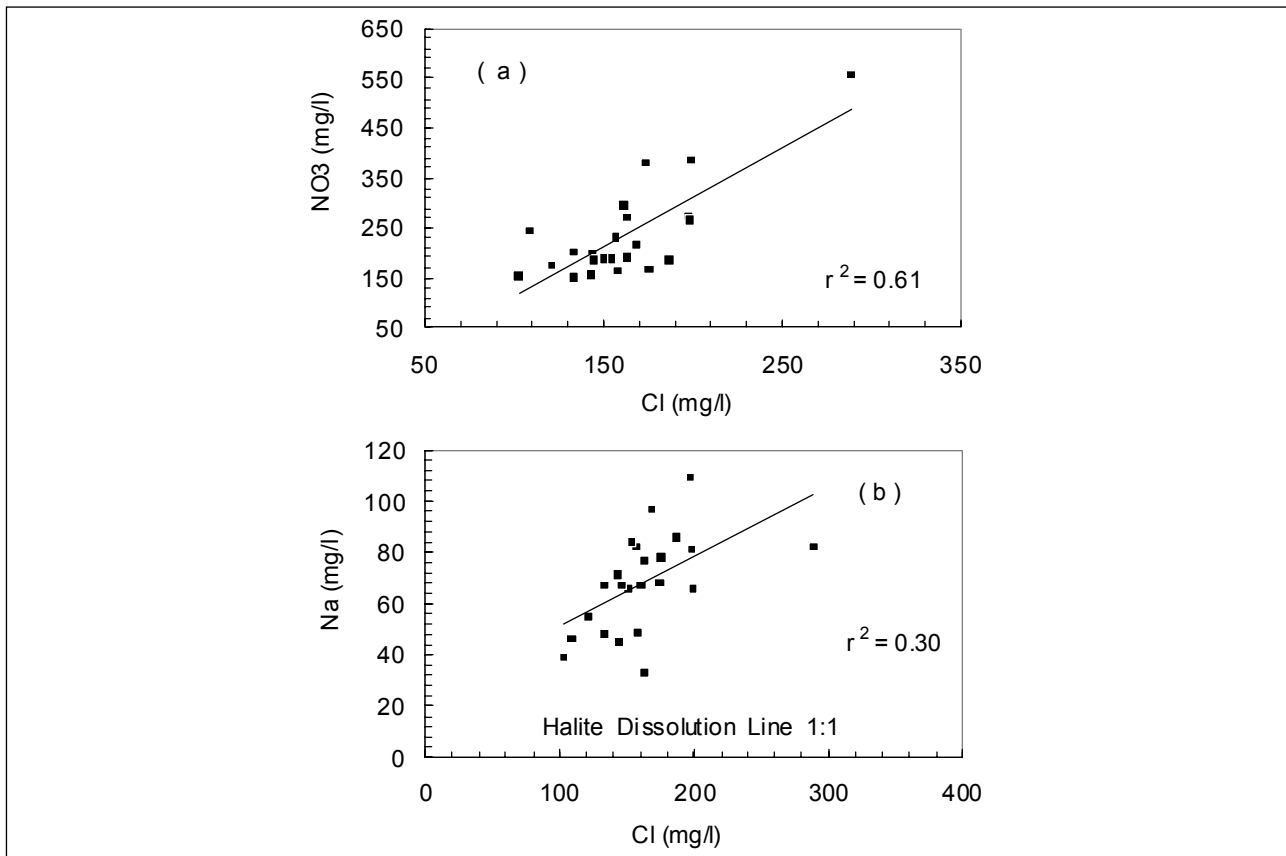 650
550
450
350
250
150
50
NO3 (mg/l)
( a )
r² = 0.61
50 150 250 350
Cl (mg/l)
120
100
80
60
40
20
0
Na (mg/l)
( b )
r² = 0.30
Halite Dissolution Line 1:1
0 100 200 300 400
Cl (mg/l)